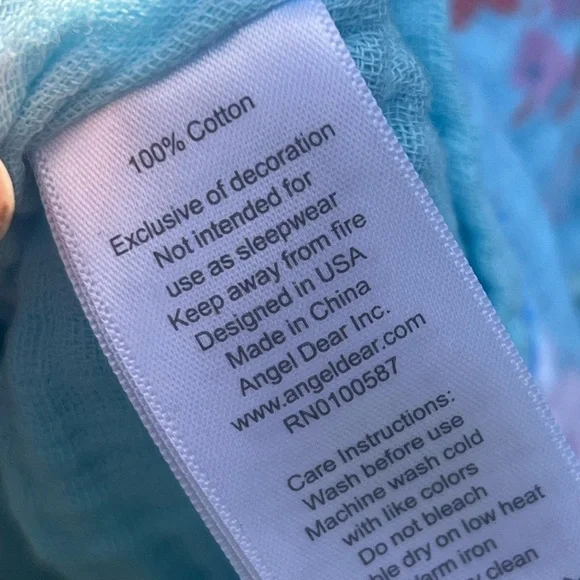 100% Cotton
Exclusive of decoration
Not intended for
use as sleepwear
Keep away from fire
Designed in USA
Made in China
Angel Dear Inc.
www.angeldear.com
RN0100587
Care Instructions:
Wash before use
Machine wash cold
with like colors
Do not bleach
dry on low heat
iron
clean